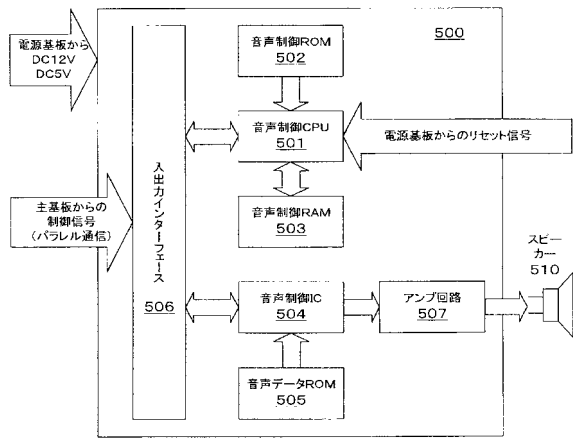 電源基板から
DC12V
DC5V
音声制御ROM
502
500
音声制御CPU
501
電源基板からのリセット信号
入出力インターフェース
506
主基板からの
制御信号
(パラレル通信)
音声制御RAM
503
スピー
カー
510
音声制御IC
504
アンプ回路
507
音声データROM
505